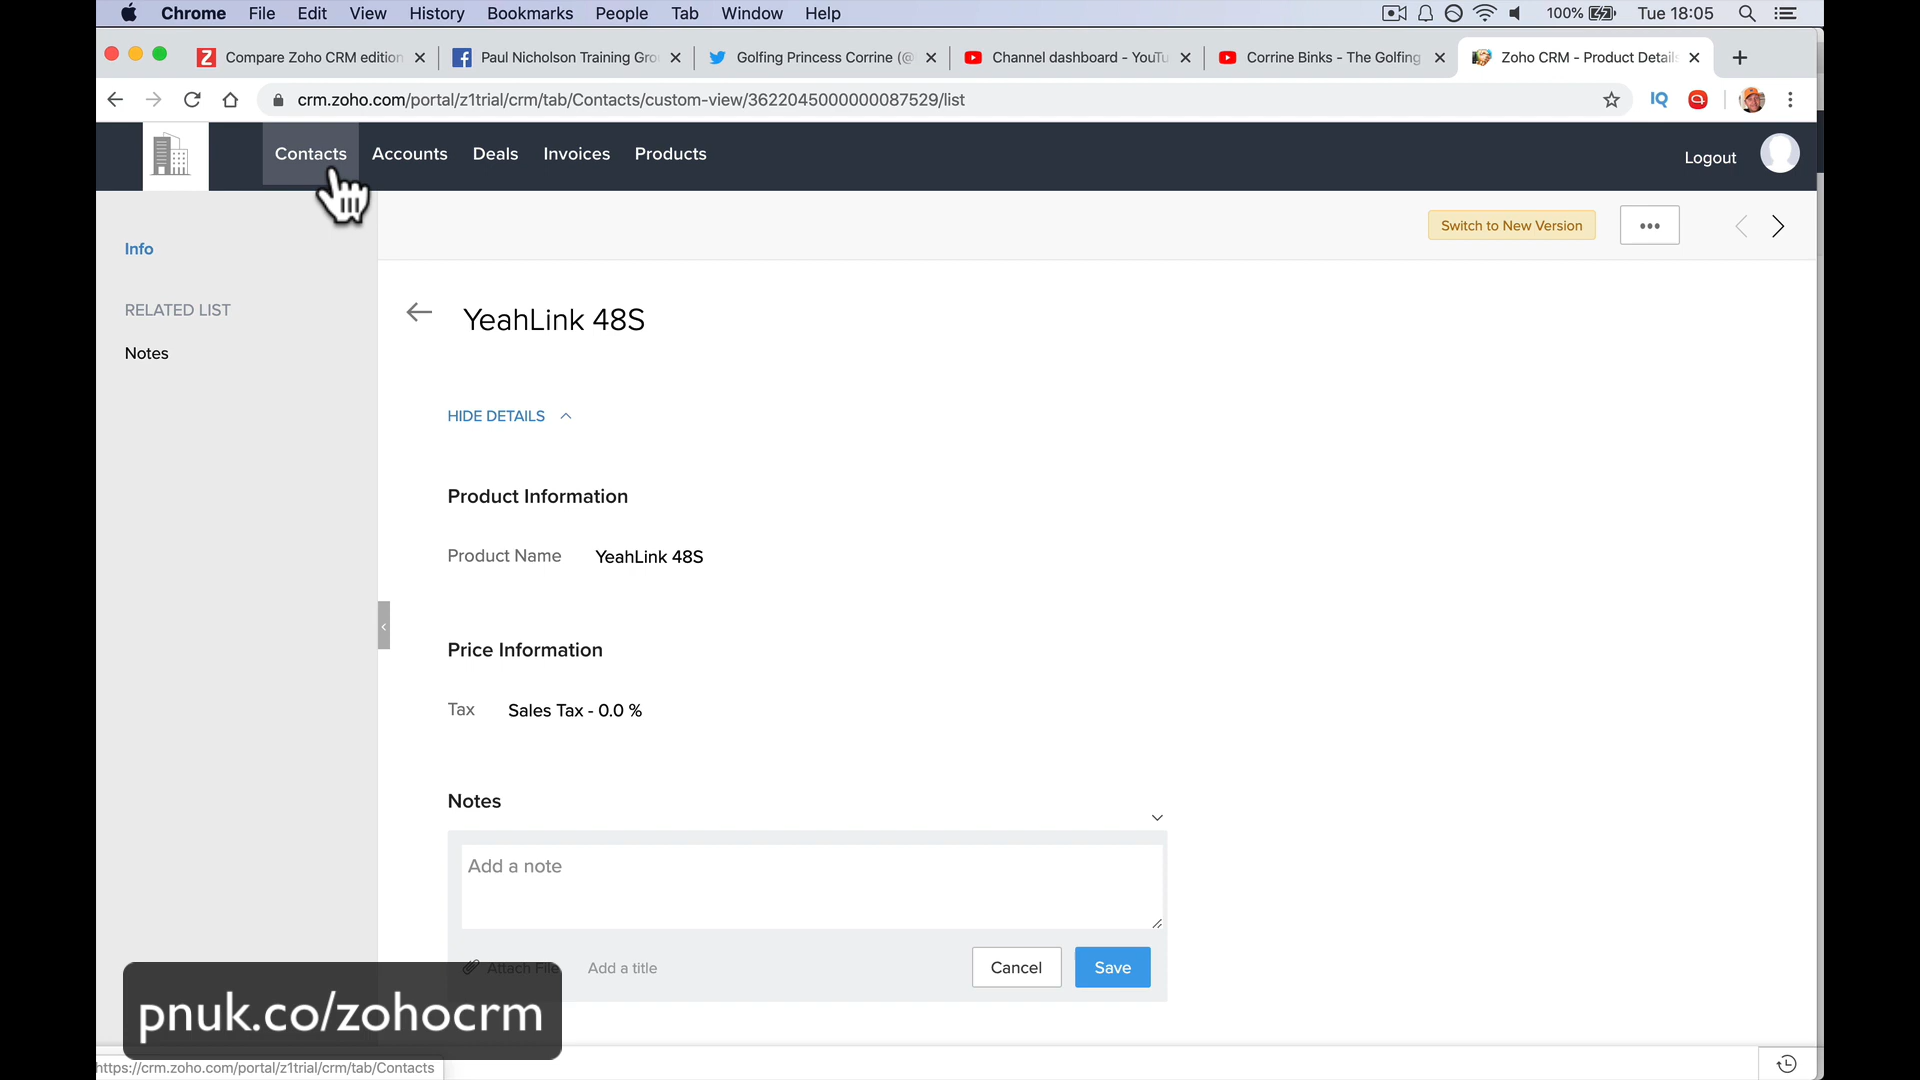 Chrome File Edit View History Bookmarks People Tab Window Help 100% Tue 18:05
Compare Zoho CRM edition Paul Nicholson Training Gro Golfing Princess Corrine (@ Channel dashboard - YouTu Corrine Binks - The Golfing Zoho CRM - Product Details
crm.zoho.com/portal/z1trial/crm/tab/Contacts/custom-view/3622045000000087529/list IQ
Contacts Accounts Deals Invoices Products Logout
Info
Switch to New Version
RELATED LIST
Notes
YeahLink 48S
HIDE DETAILS
Product Information
Product Name YeahLink 48S
Price Information
Tax Sales Tax - 0.0 %
Notes
Add a note
Attach File Add a title Cancel Save
pnuk.co/zohocrm
https://crm.zoho.com/portal/z1trial/crm/tab/Contacts